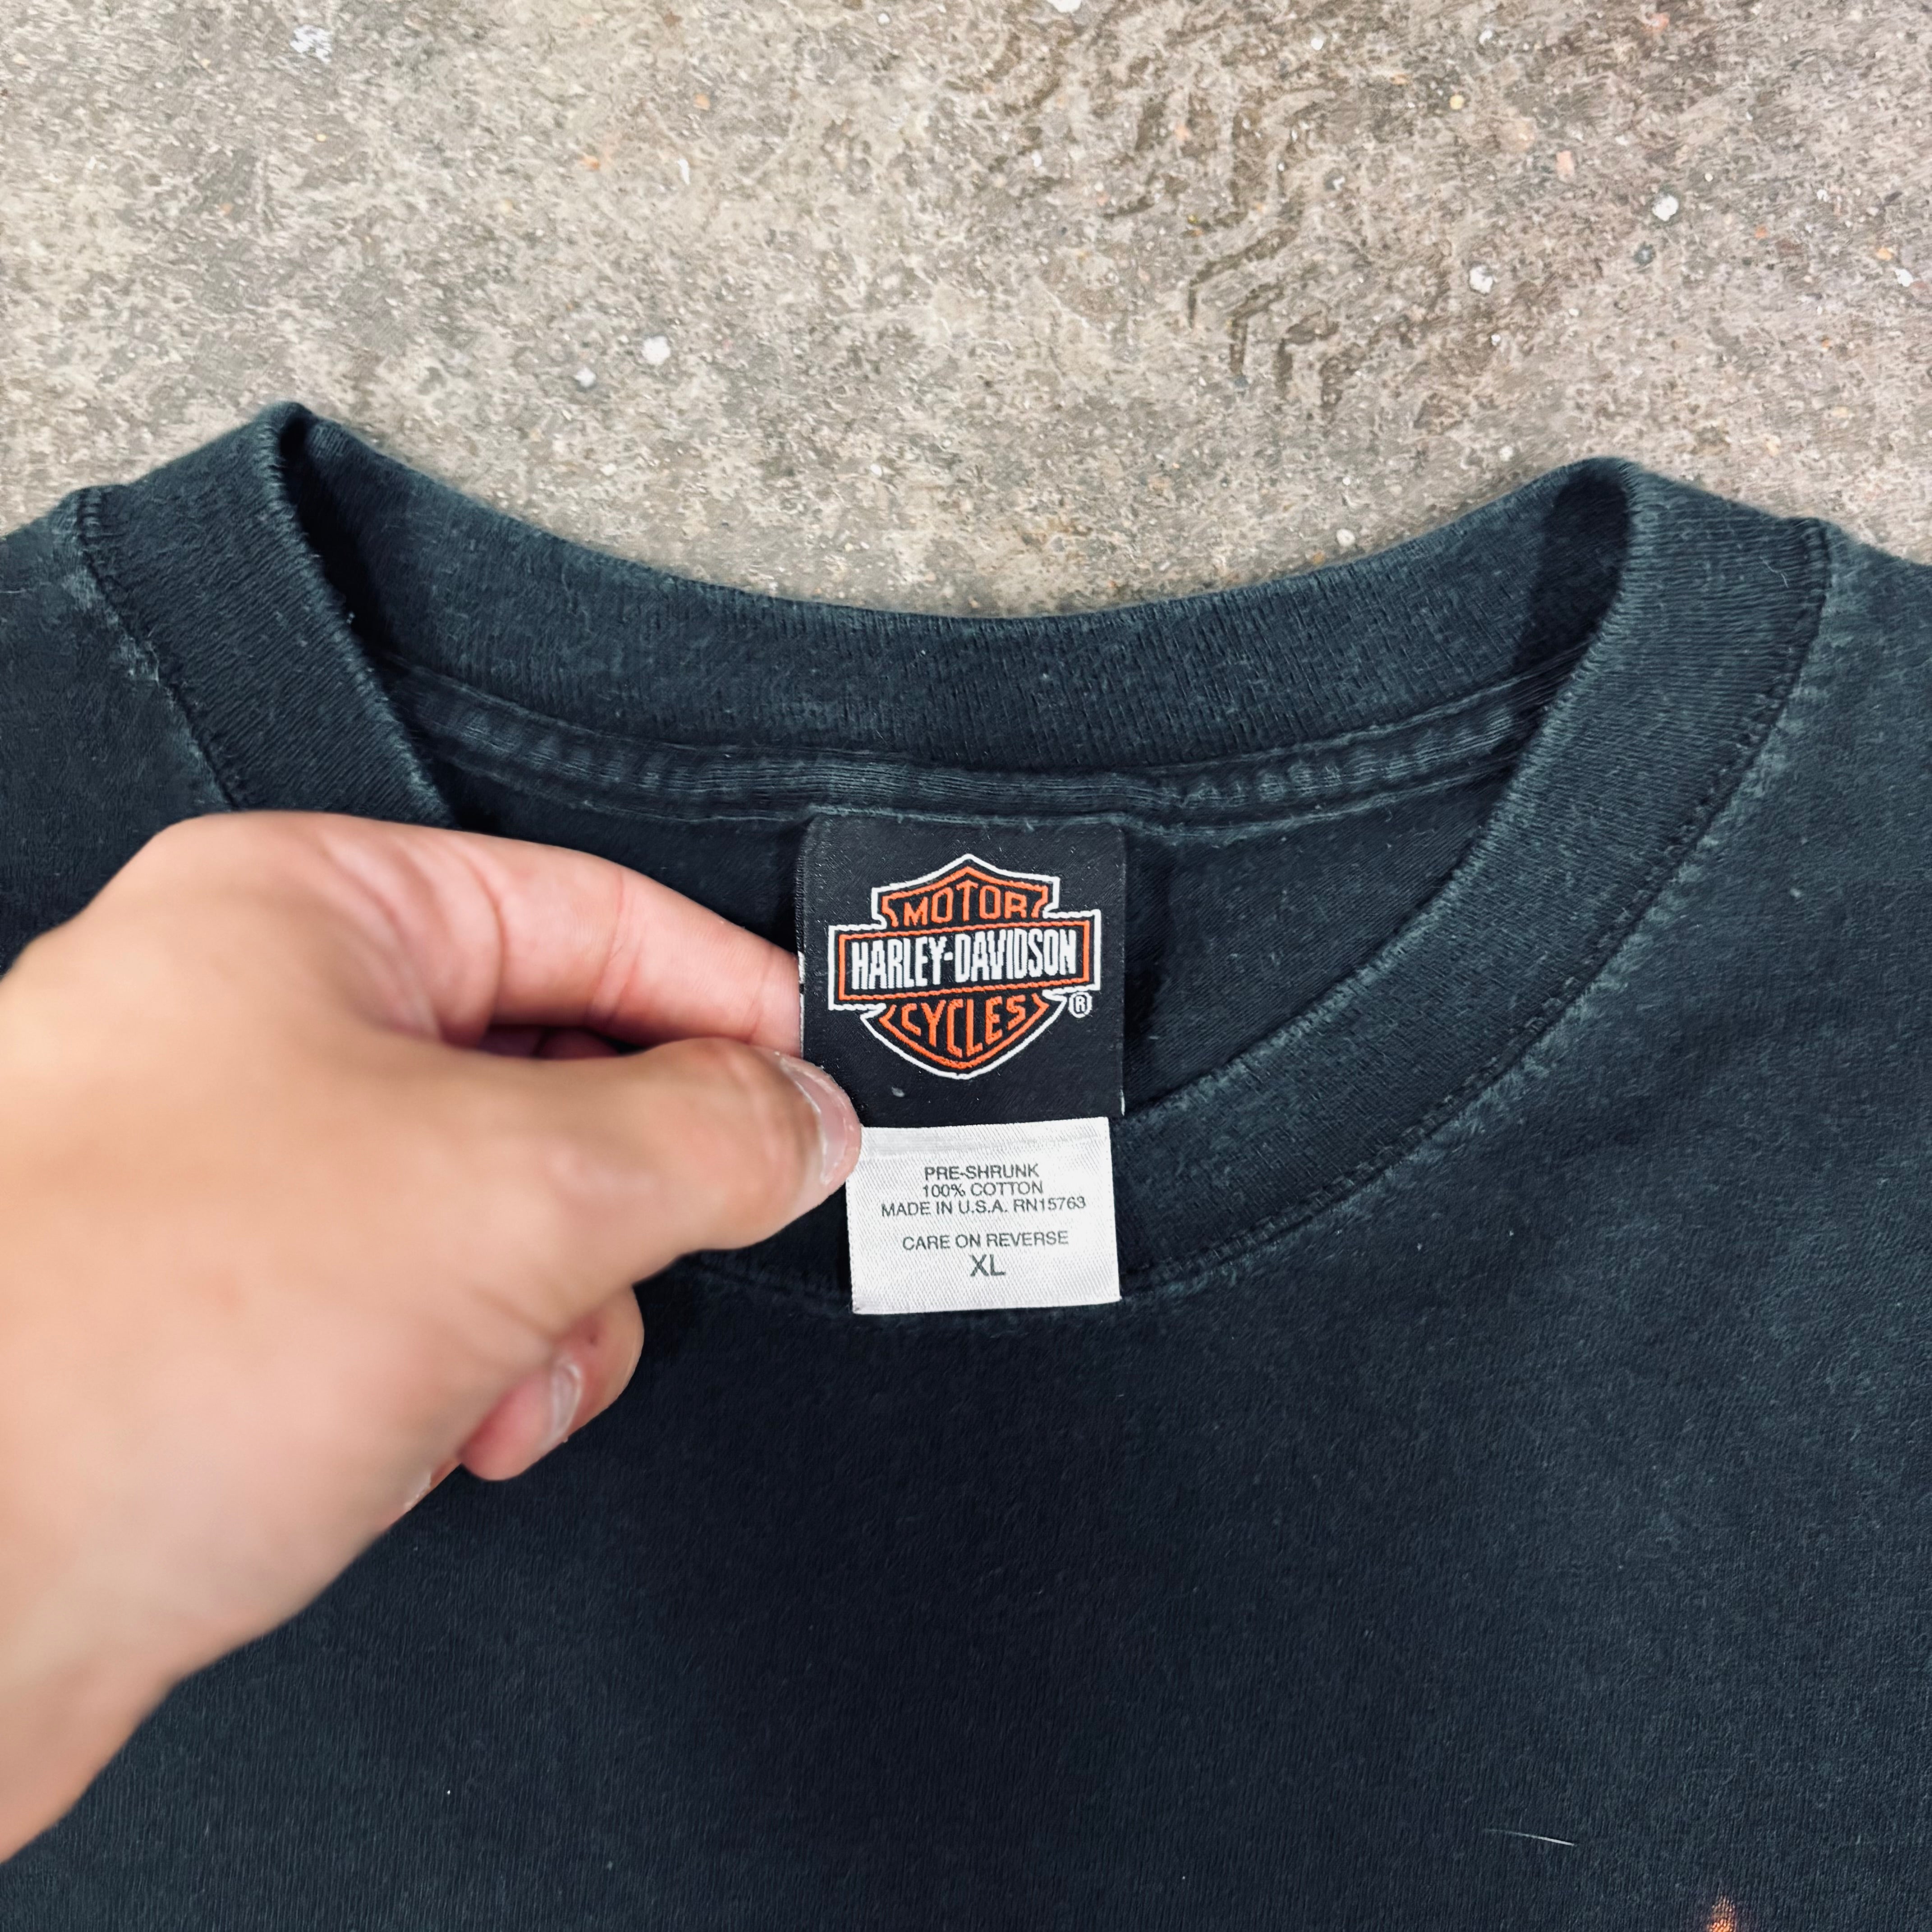 MOTOR
HARLEY-DAVIDSON
CYCLES ®
PRE-SHRUNK
100% COTTON
MADE IN U.S.A. RN15763
CARE ON REVERSE
XL